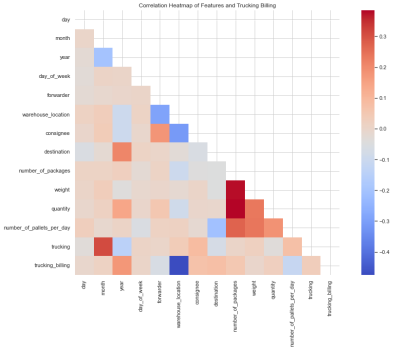 Correlation Heatmap of Features and Trucking Billing
day
month
year
day_of_week
forwarder
warehouse_location
consignee
destination
number_of_packages
weight
quantity
number_of_pallets_per_day
trucking
trucking_billing
day
month
year
day_of_week
forwarder
warehouse_location
consignee
destination
number_of_packages
weight
quantity
number_of_pallets_per_day
trucking
trucking_billing
0.3
0.2
0.1
0.0
-0.1
-0.2
-0.3
-0.4